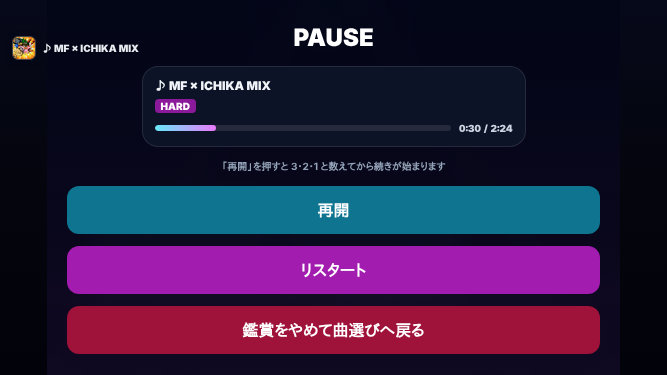 PAUSE
♪ MF × ICHIKA MIX
♪ MF × ICHIKA MIX
HARD
0:30 / 2:24
「再開」を押すと 3・2・1 と数えてから続きが始まります
再開
リスタート
鑑賞をやめて曲選びへ戻る